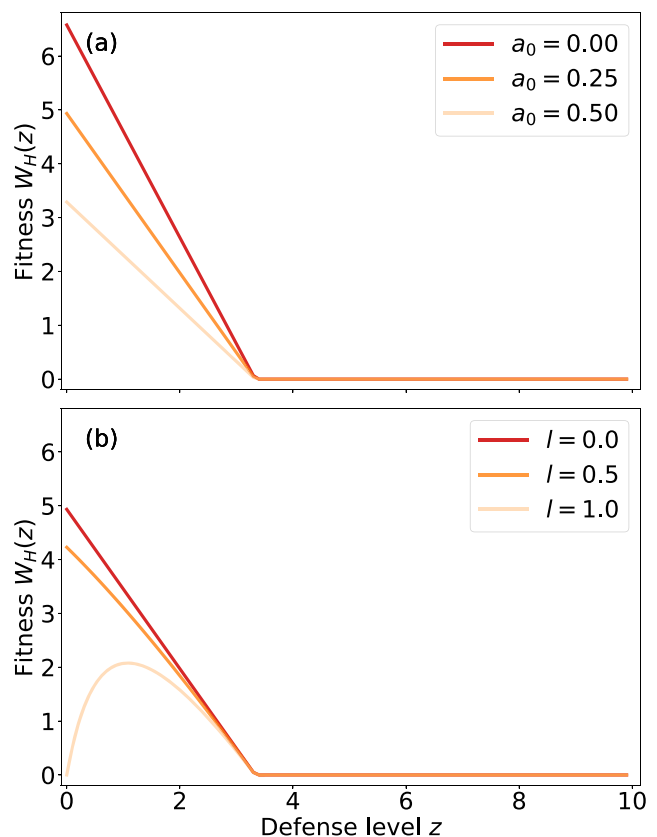 (a)
a₀ = 0.00
a₀ = 0.25
a₀ = 0.50
Fitness W_H(z)
6
5
4
3
2
1
0
(b)
l = 0.0
l = 0.5
l = 1.0
Fitness W_H(z)
6
5
4
3
2
1
0
0 2 4 6 8 10
Defense level z